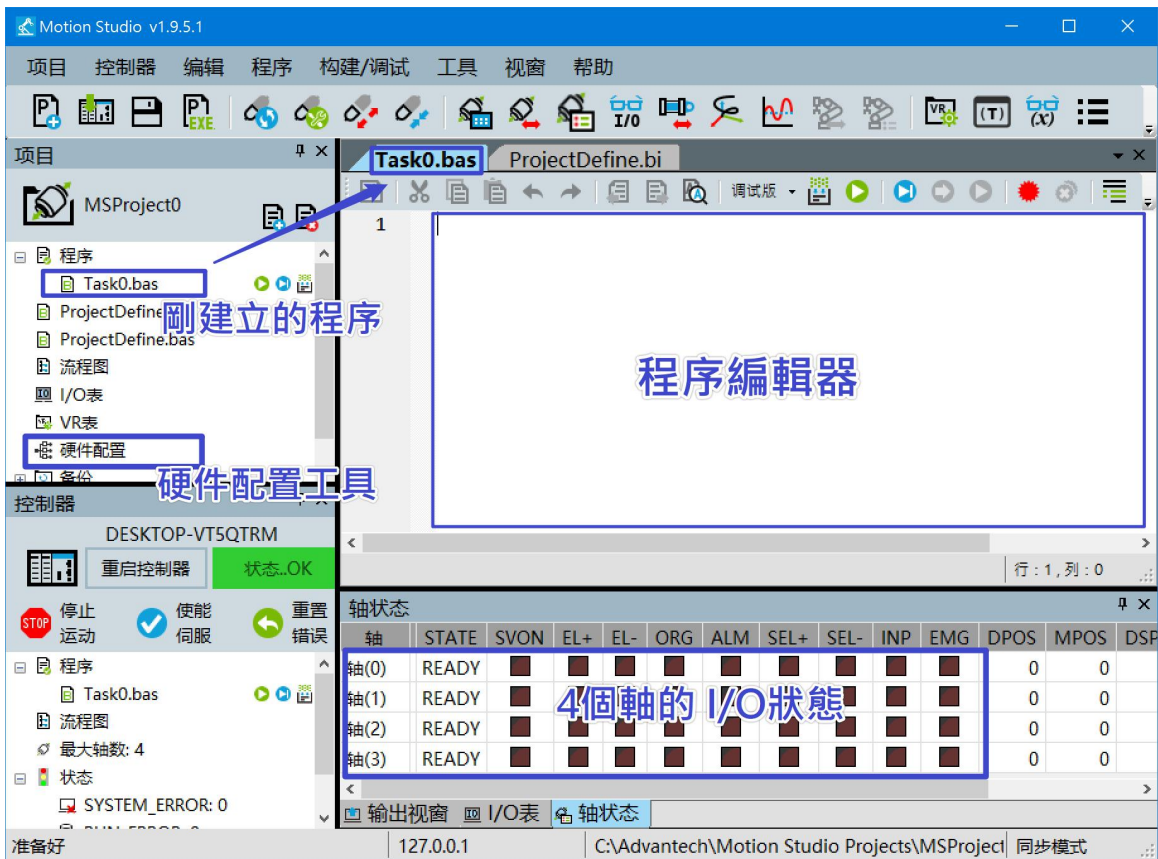 Motion Studio v1.9.5.1
项目 控制器 编辑 程序 构建/调试 工具 视窗 帮助
P EXE I/O VR (T) (x)
项目
MSProject0
程序
Task0.bas
剛建立的程序
ProjectDefine
ProjectDefine.bas
流程图
I/O表
VR表
硬件配置
备份
硬件配置工具
Task0.bas ProjectDefine.bi
调试版
1
程序編輯器
行 : 1 , 列 : 0
控制器
DESKTOP-VT5QTRM
重启控制器 状态..OK
STOP 停止运动 使能伺服 重置错误
程序
Task0.bas
流程图
最大轴数: 4
状态
SYSTEM_ERROR: 0
轴状态
轴 STATE SVON EL+ EL- ORG ALM SEL+ SEL- INP EMG DPOS MPOS DSP
轴(0) READY 0 0
轴(1) READY 0 0
轴(2) READY 0 0
轴(3) READY 0 0
4個軸的 I/O狀態
输出视窗 I/O表 轴状态
准备好 127.0.0.1 C:\Advantech\Motion Studio Projects\MSProject 同步模式